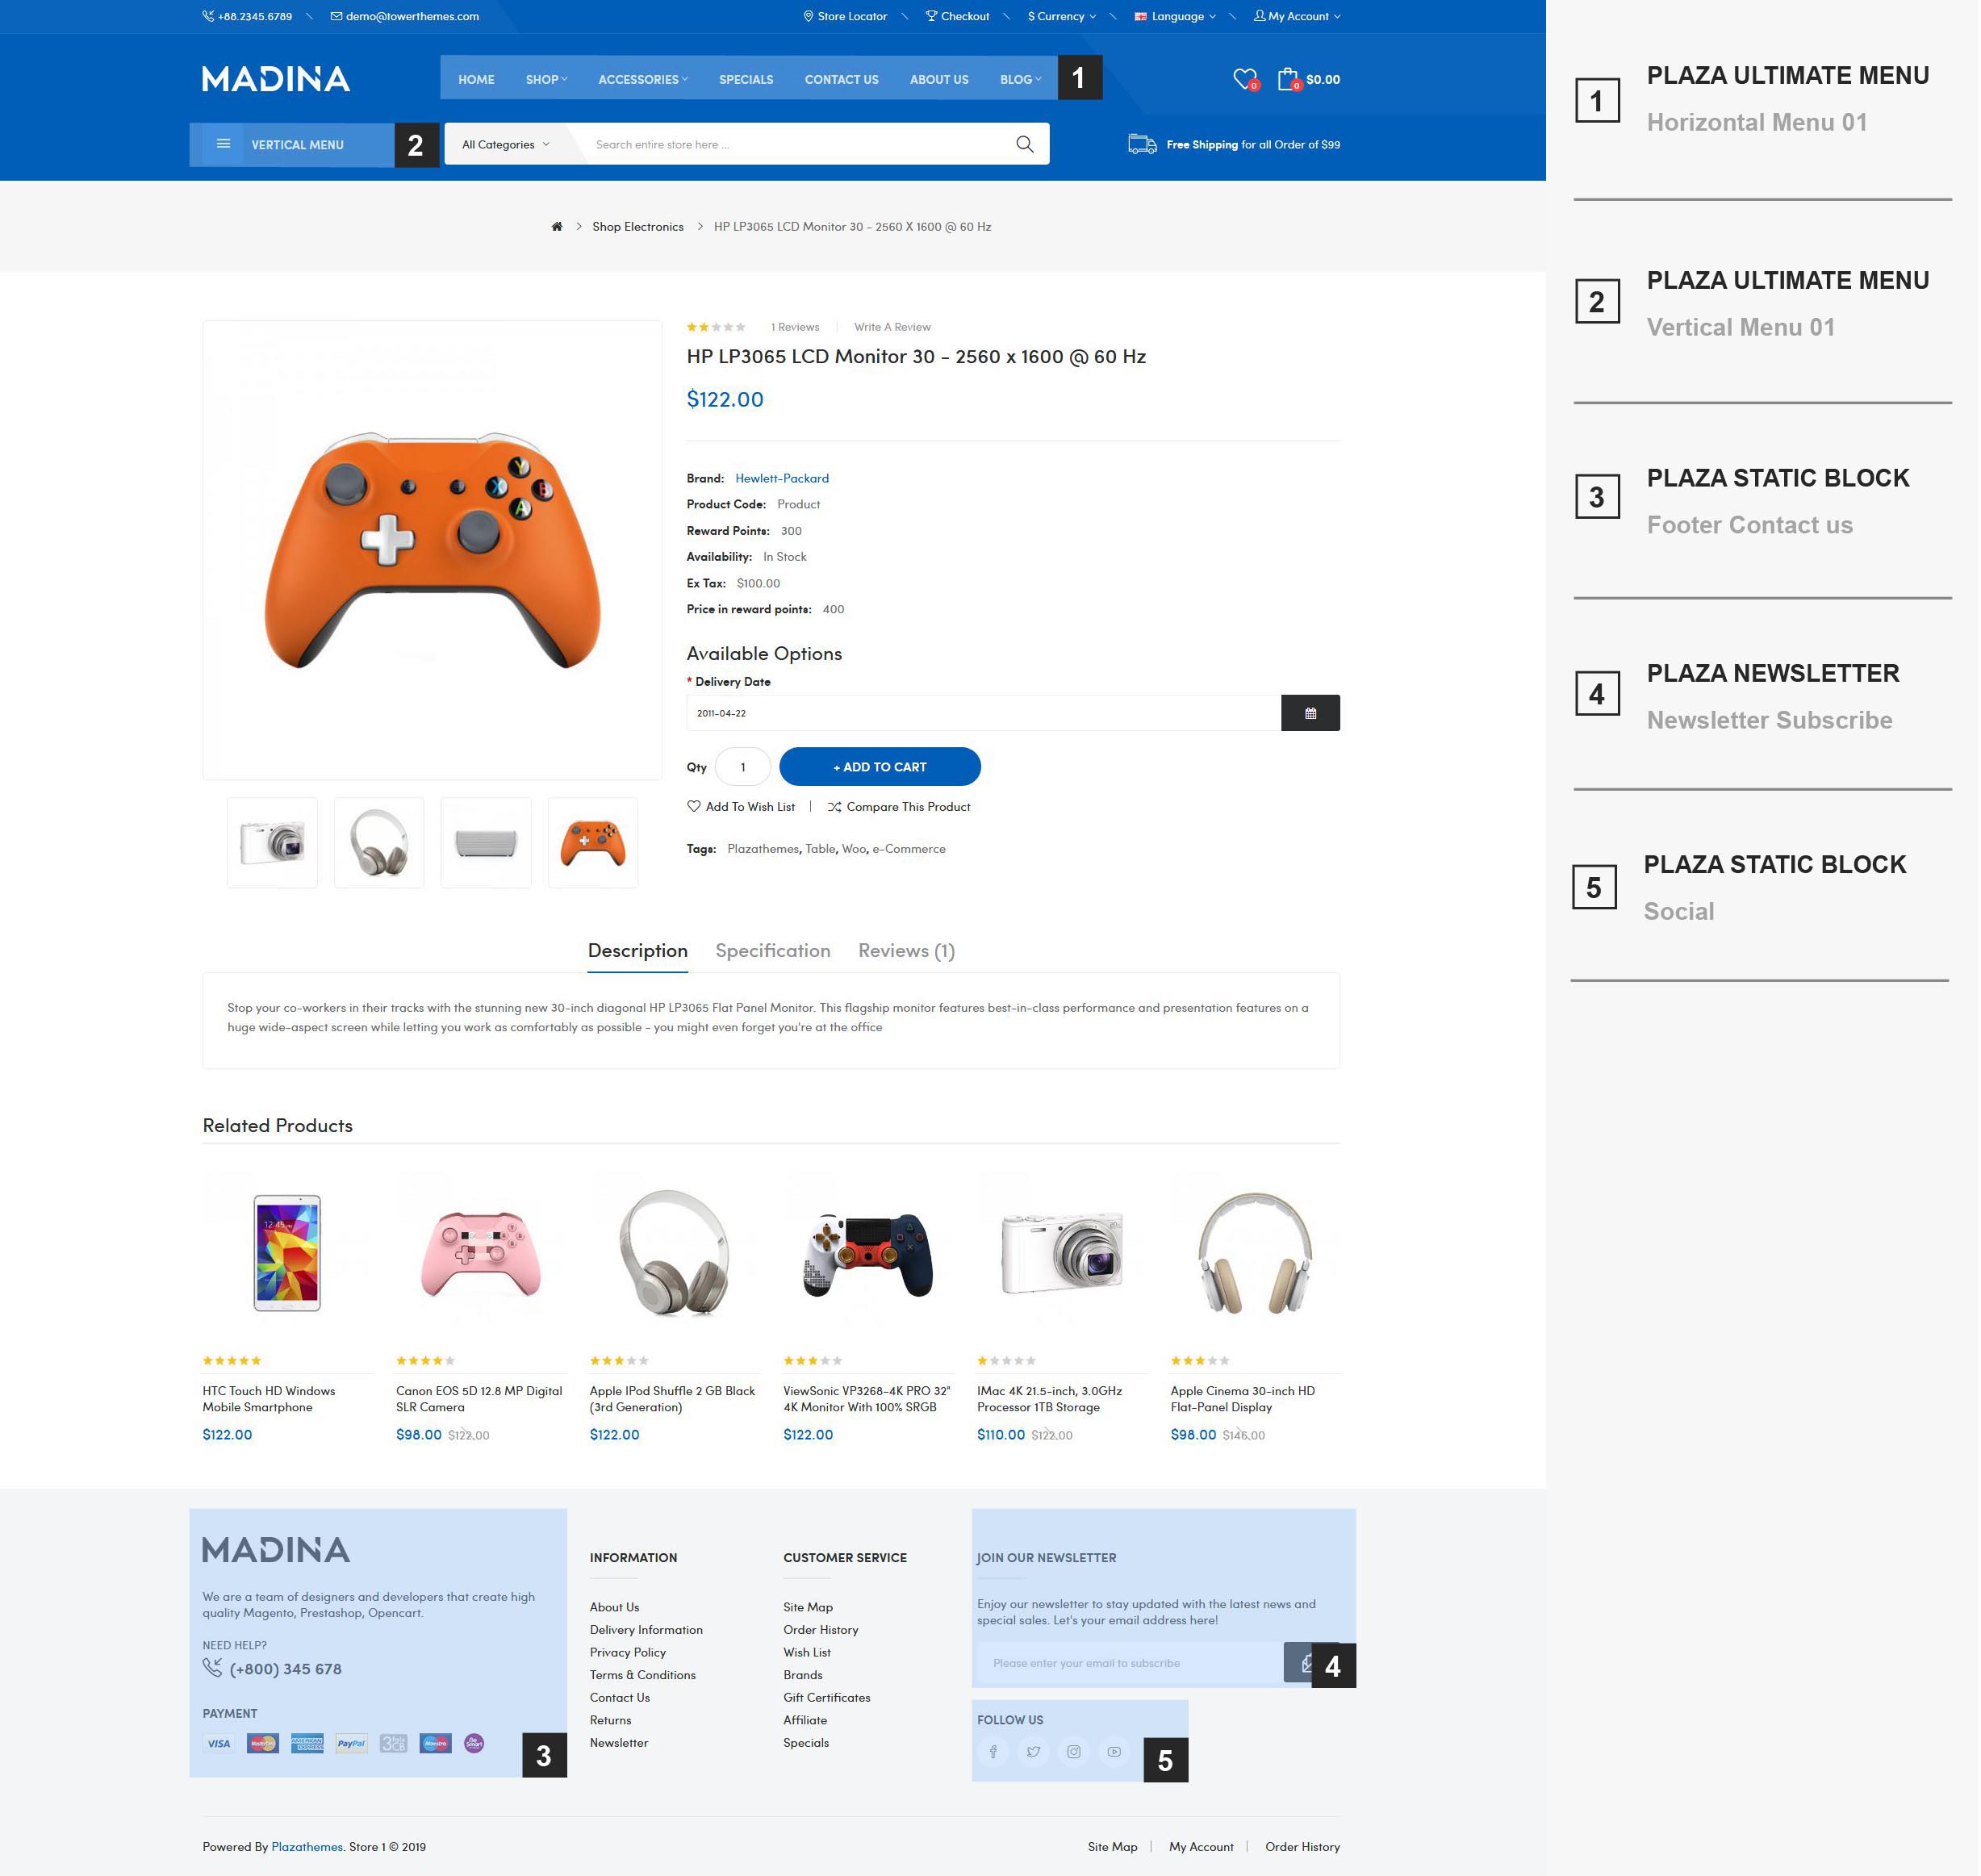 +88.2345.6789
demo@towerthemes.com
Store Locator
Checkout
$ Currency
Language
My Account
MADINA
HOME
SHOP
ACCESSORIES
SPECIALS
CONTACT US
ABOUT US
BLOG
1
0
0
$0.00
VERTICAL MENU
2
All Categories
Search entire store here ...
Free Shipping for all Order of $99
Shop Electronics
HP LP3065 LCD Monitor 30 - 2560 X 1600 @ 60 Hz
1 Reviews
Write A Review
HP LP3065 LCD Monitor 30 - 2560 x 1600 @ 60 Hz
$122.00
Y
X
B
A
Brand: Hewlett-Packard
Product Code: Product
Reward Points: 300
Availability: In Stock
Ex Tax: $100.00
Price in reward points: 400
Available Options
* Delivery Date
2011-04-22
Qty
1
+ ADD TO CART
Add To Wish List
Compare This Product
Tags: Plazathemes, Table, Woo, e-Commerce
Description
Specification
Reviews (1)
Stop your co-workers in their tracks with the stunning new 30-inch diagonal HP LP3065 Flat Panel Monitor. This flagship monitor features best-in-class performance and presentation features on a
huge wide-aspect screen while letting you work as comfortably as possible - you might even forget you're at the office
Related Products
12:45
HTC Touch HD Windows
Mobile Smartphone
$122.00
Canon EOS 5D 12.8 MP Digital
SLR Camera
$98.00 $122.00
Apple IPod Shuffle 2 GB Black
(3rd Generation)
$122.00
ViewSonic VP3268-4K PRO 32"
4K Monitor With 100% SRGB
$122.00
IMac 4K 21.5-inch, 3.0GHz
Processor 1TB Storage
$110.00 $122.00
Apple Cinema 30-inch HD
Flat-Panel Display
$98.00 $146.00
MADINA
We are a team of designers and developers that create high
quality Magento, Prestashop, Opencart.
NEED HELP?
(+800) 345 678
PAYMENT
VISA
MasterCard
AMERICAN EXPRESS
PayPal
Maestro
3
INFORMATION
About Us
Delivery Information
Privacy Policy
Terms & Conditions
Contact Us
Returns
Newsletter
CUSTOMER SERVICE
Site Map
Order History
Wish List
Brands
Gift Certificates
Affiliate
Specials
JOIN OUR NEWSLETTER
Enjoy our newsletter to stay updated with the latest news and
special sales. Let's your email address here!
Please enter your email to subscribe
4
FOLLOW US
5
Powered By Plazathemes. Store 1 © 2019
Site Map
My Account
Order History
1
PLAZA ULTIMATE MENU
Horizontal Menu 01
2
PLAZA ULTIMATE MENU
Vertical Menu 01
3
PLAZA STATIC BLOCK
Footer Contact us
4
PLAZA NEWSLETTER
Newsletter Subscribe
5
PLAZA STATIC BLOCK
Social